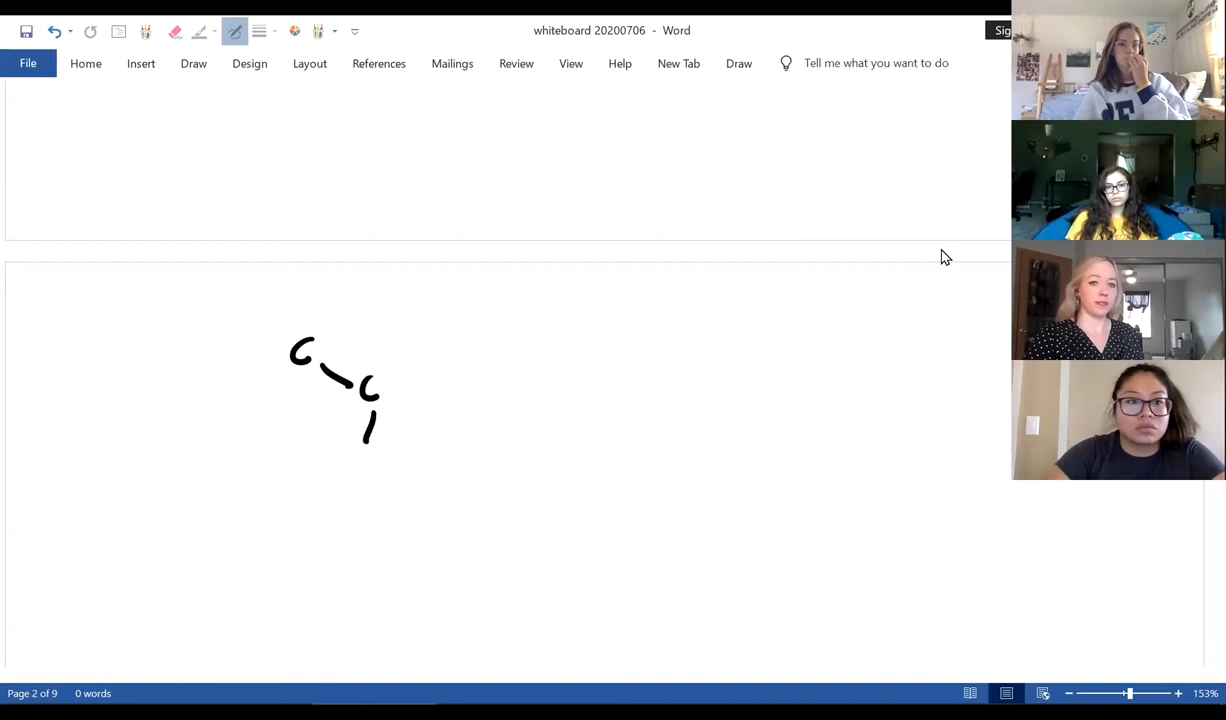 whiteboard 20200706 - Word
Sig
File Home Insert Draw Design Layout References Mailings Review View Help New Tab Draw Tell me what you want to do
C
C
Page 2 of 9 0 words
153%